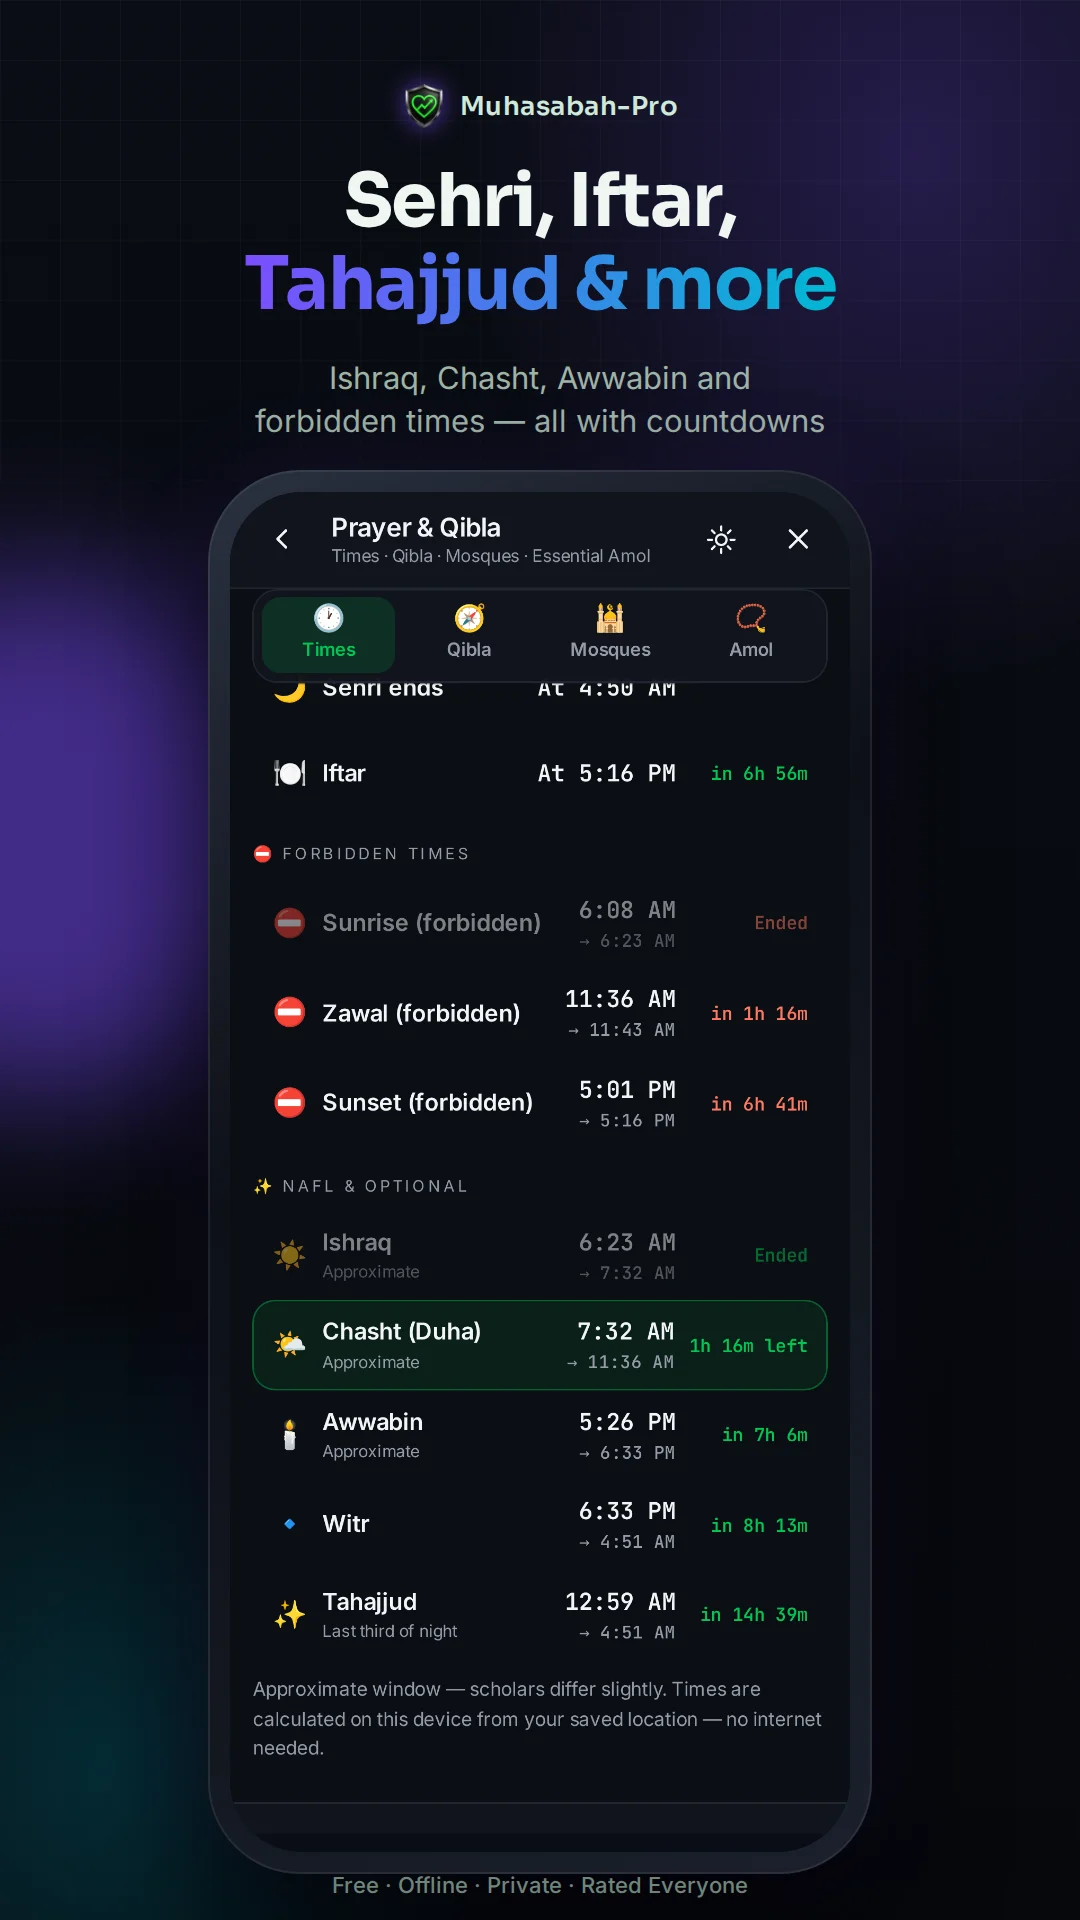 Muhasabah-Pro
Sehri, Iftar,
Tahajjud & more
Ishraq, Chasht, Awwabin and
forbidden times — all with countdowns
Prayer & Qibla
Times · Qibla · Mosques · Essential Amol
Times
Qibla
Mosques
Amol
Sehri ends At 4:50 AM
Iftar At 5:16 PM in 6h 56m
FORBIDDEN TIMES
Sunrise (forbidden) 6:08 AM
→ 6:23 AM Ended
Zawal (forbidden) 11:36 AM
→ 11:43 AM in 1h 16m
Sunset (forbidden) 5:01 PM
→ 5:16 PM in 6h 41m
NAFL & OPTIONAL
Ishraq 6:23 AM
Approximate → 7:32 AM Ended
Chasht (Duha) 7:32 AM
Approximate → 11:36 AM 1h 16m left
Awwabin 5:26 PM
Approximate → 6:33 PM in 7h 6m
Witr 6:33 PM
→ 4:51 AM in 8h 13m
Tahajjud 12:59 AM
Last third of night → 4:51 AM in 14h 39m
Approximate window — scholars differ slightly. Times are
calculated on this device from your saved location — no internet
needed.
Free · Offline · Private · Rated Everyone